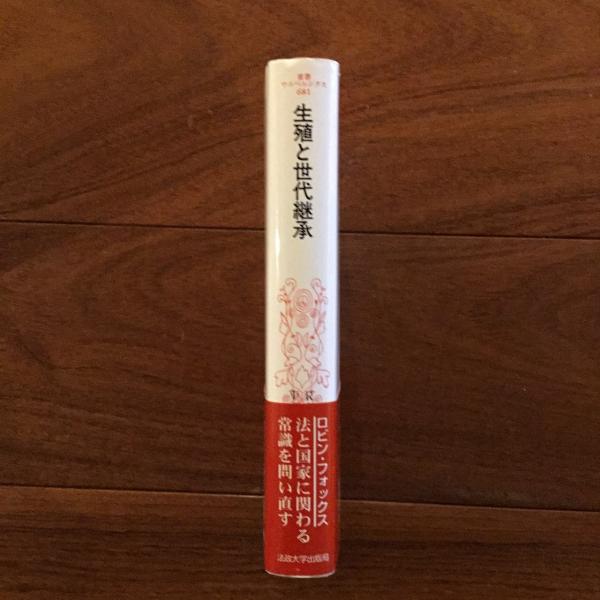 叢書
ウニベルシタス
681
生殖と世代継承
ロビン・フォックス
法と国家に関わる
常識を問い直す
法政大学出版局